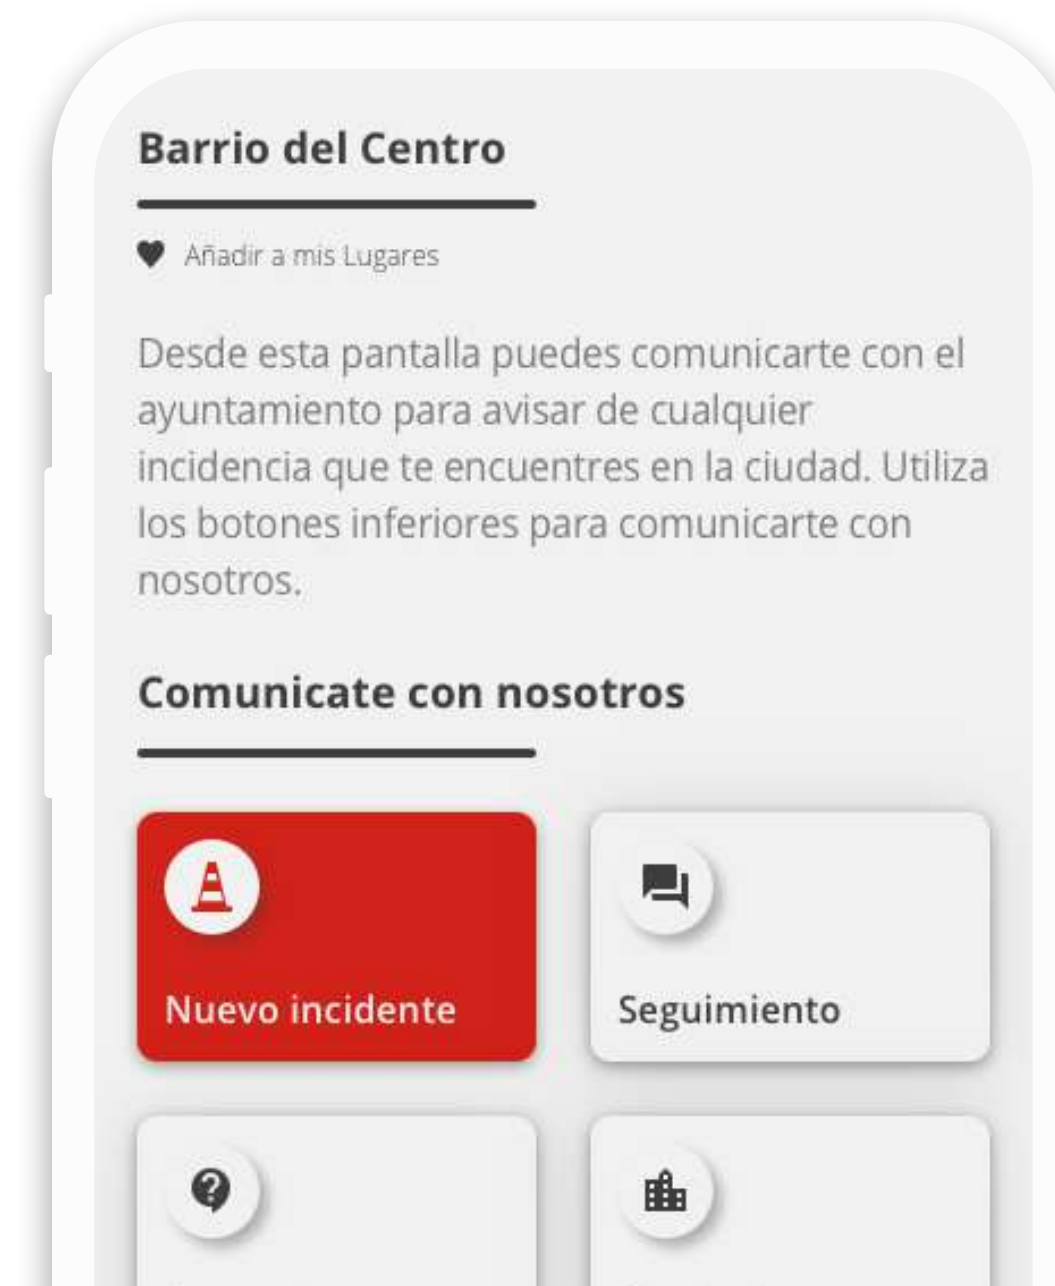 Barrio del Centro
Añadir a mis Lugares
Desde esta pantalla puedes comunicarte con el
ayuntamiento para avisar de cualquier
incidencia que te encuentres en la ciudad. Utiliza
los botones inferiores para comunicarte con
nosotros.
Comunicate con nosotros
Nuevo incidente
Seguimiento